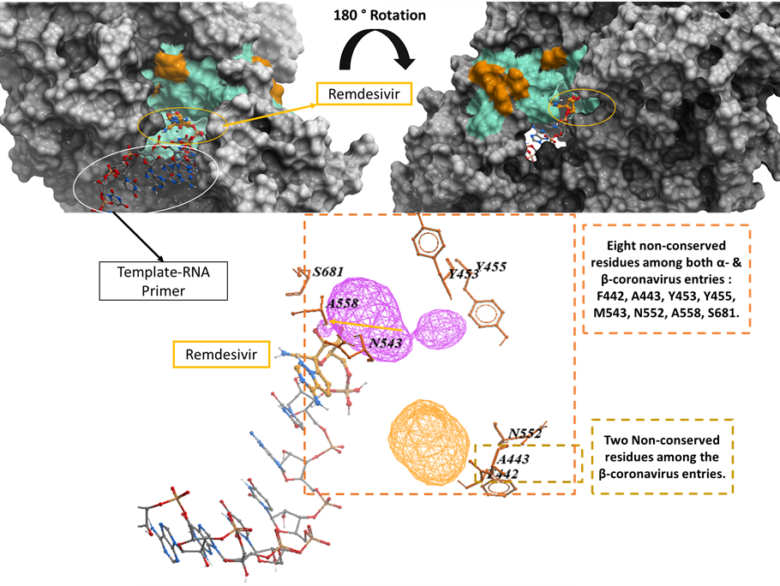 180 ° Rotation
Remdesivir
Template-RNA
Primer
S681
Y455
Y453
A558
N543
Remdesivir
Eight non-conserved
residues among both α- &
β-coronavirus entries :
F442, A443, Y453, Y455,
M543, N552, A558, S681.
N552
A443
F442
Two Non-conserved
residues among the
β-coronavirus entries.